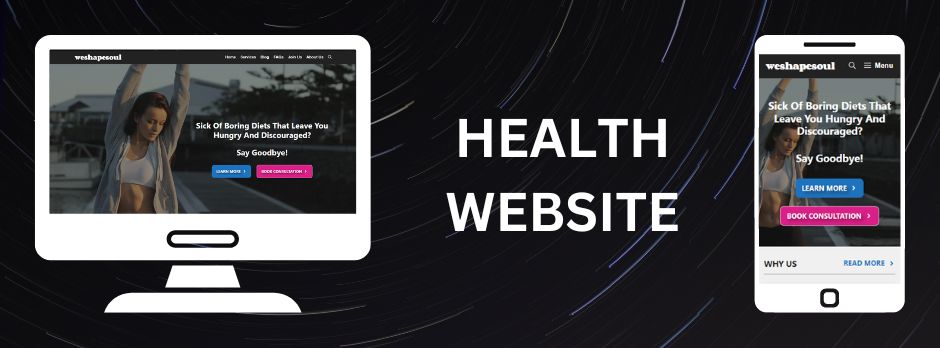 weshapesoul
Home Services Blog FAQs Join Us About Us
Sick Of Boring Diets That Leave You
Hungry And Discouraged?
Say Goodbye!
LEARN MORE >
BOOK CONSULTATION >
HEALTH
WEBSITE
weshapesoul Menu
Sick Of Boring Diets That
Leave You Hungry And
Discouraged?
Say Goodbye!
LEARN MORE >
BOOK CONSULTATION >
WHY US READ MORE >